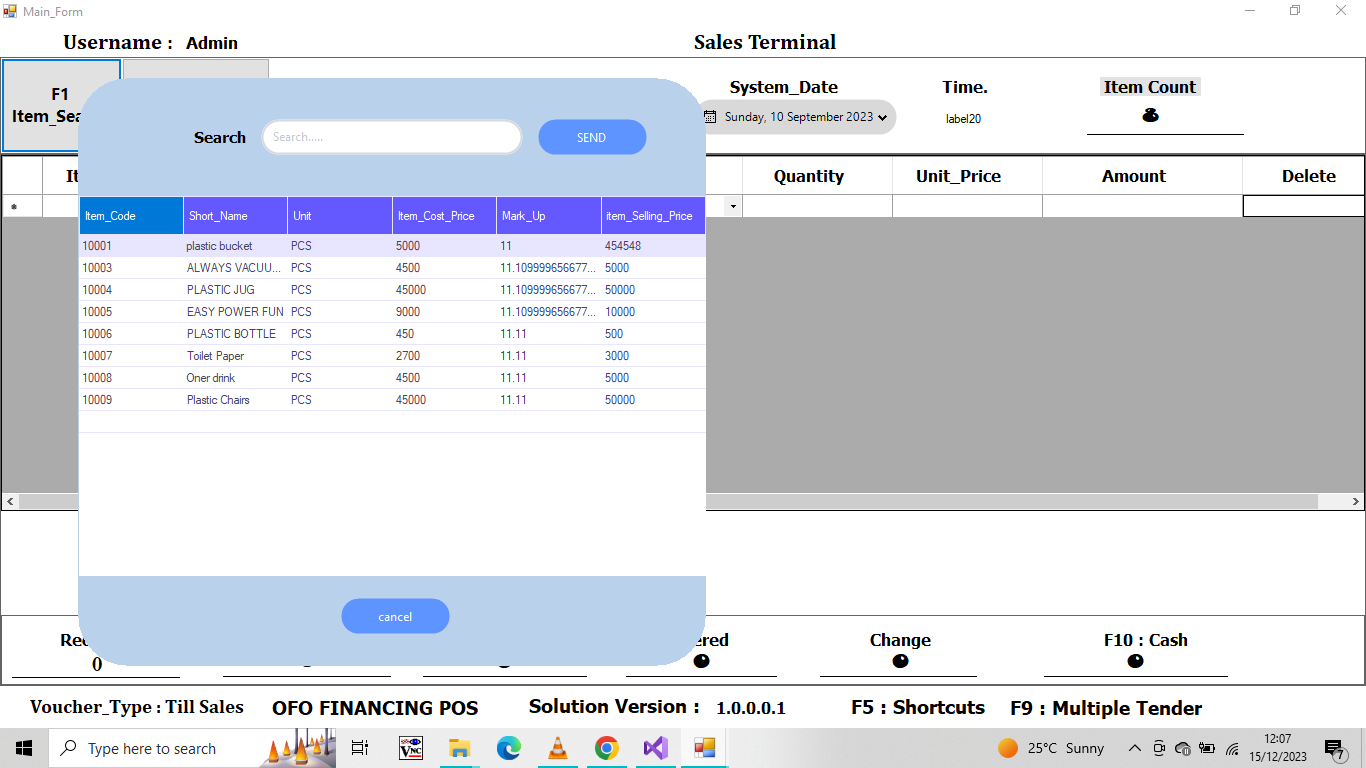 Main_Form
Username : Admin
Sales Terminal
F1
Item_Sea
System_Date
Time.
Item Count
Sunday, 10 September 2023
label20
Search
Search.....
SEND
It
Quantity
Unit_Price
Amount
Delete
Item_Code Short_Name Unit Item_Cost_Price Mark_Up item_Selling_Price
10001 plastic bucket PCS 5000 11 454548
10003 ALWAYS VACUU... PCS 4500 11.109999656677... 5000
10004 PLASTIC JUG PCS 45000 11.109999656677... 50000
10005 EASY POWER FUN PCS 9000 11.109999656677... 10000
10006 PLASTIC BOTTLE PCS 450 11.11 500
10007 Toilet Paper PCS 2700 11.11 3000
10008 Oner drink PCS 4500 11.11 5000
10009 Plastic Chairs PCS 45000 11.11 50000
cancel
Rec
ered
Change
F10 : Cash
0
Voucher_Type : Till Sales
OFO FINANCING POS
Solution Version : 1.0.0.0.1
F5 : Shortcuts
F9 : Multiple Tender
Type here to search
VNC
25°C Sunny
12:07
15/12/2023
7